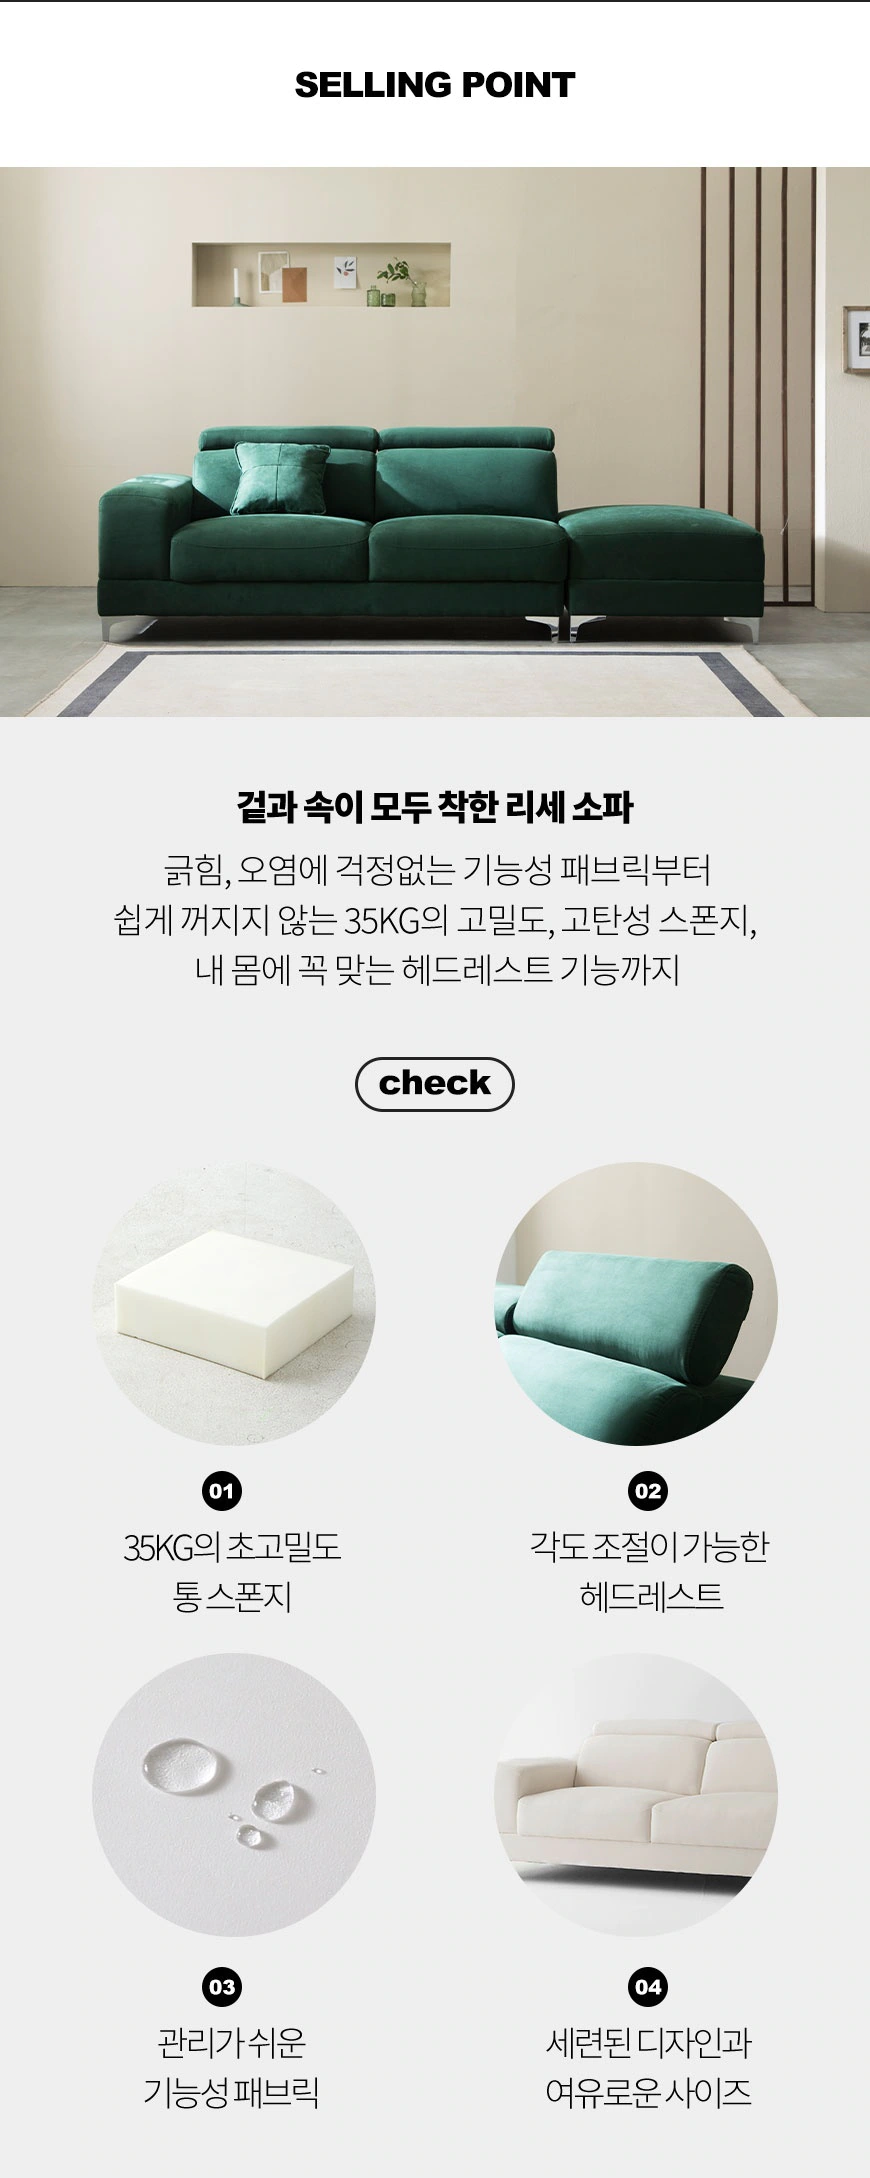 SELLING POINT
겉과 속이 모두 착한 리세 소파
긁힘, 오염에 걱정없는 기능성 패브릭부터
쉽게 꺼지지 않는 35KG의 고밀도, 고탄성 스폰지,
내 몸에 꼭 맞는 헤드레스트 기능까지
check
01
35KG의 초고밀도
통 스폰지
02
각도 조절이 가능한
헤드레스트
03
관리가 쉬운
기능성 패브릭
04
세련된 디자인과
여유로운 사이즈